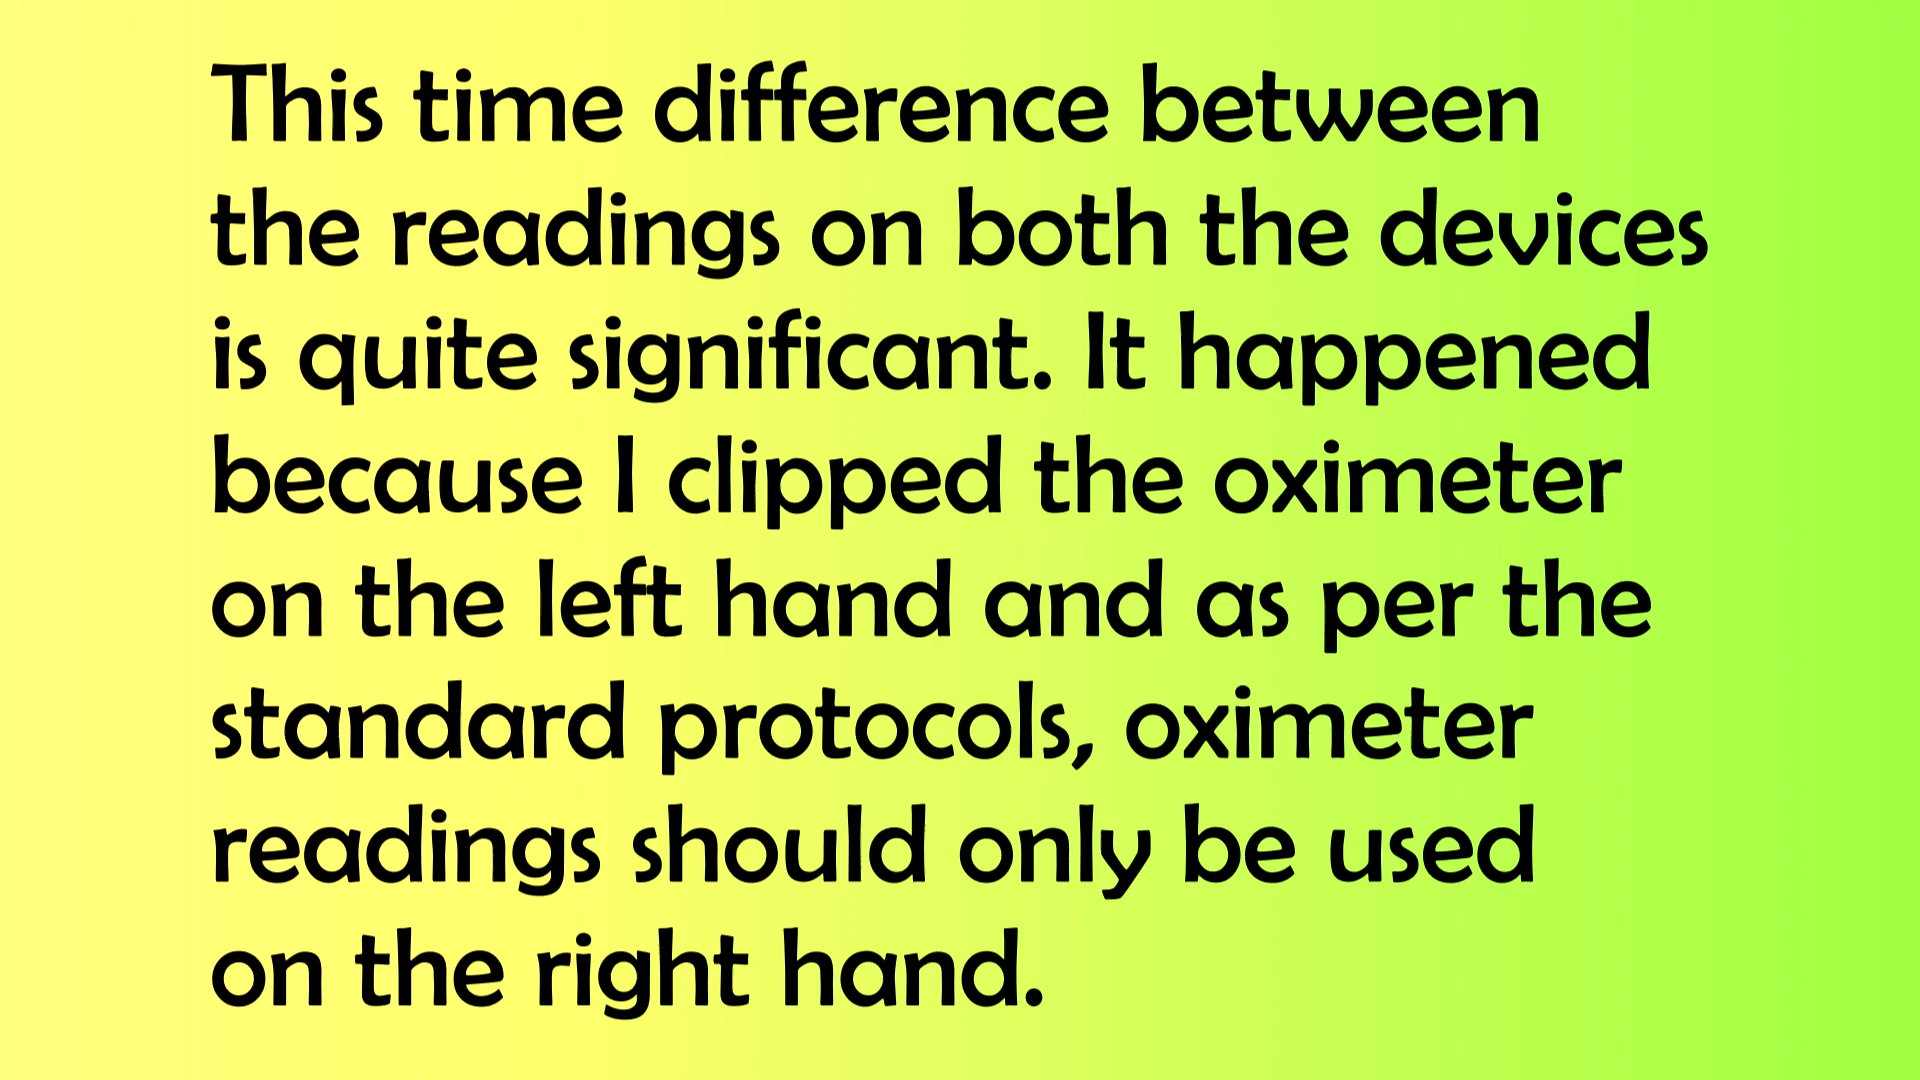 This time difference between
the readings on both the devices
is quite significant. It happened
because I clipped the oximeter
on the left hand and as per the
standard protocols, oximeter
readings should only be used
on the right hand.